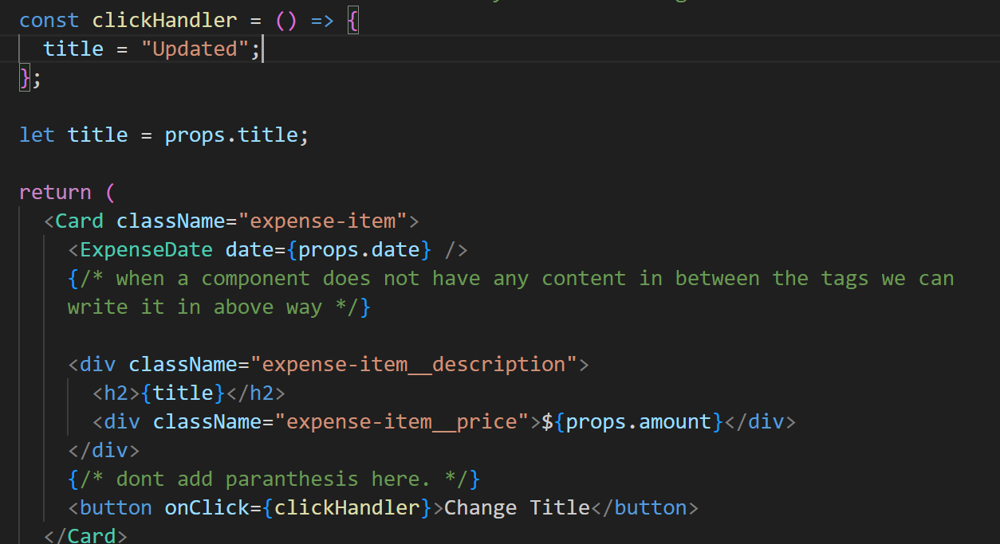 const clickHandler = () => {
  title = "Updated";
};

let title = props.title;

return (
  <Card className="expense-item">
    <ExpenseDate date={props.date} />
    {/* when a component does not have any content in between the tags we can
    write it in above way */}

    <div className="expense-item__description">
      <h2>{title}</h2>
      <div className="expense-item__price">${props.amount}</div>
    </div>
    {/* dont add paranthesis here. */}
    <button onClick={clickHandler}>Change Title</button>
  </Card>